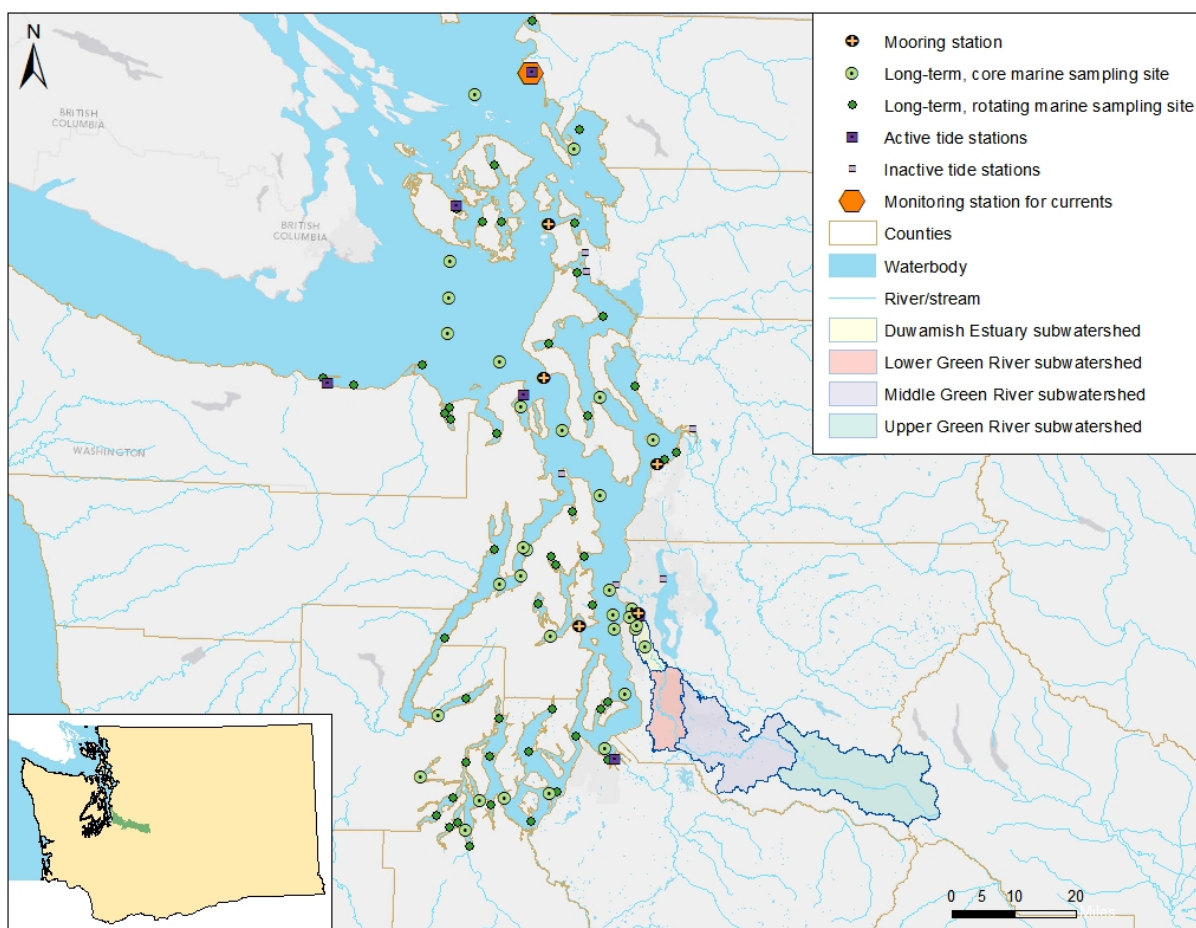 N
BRITISH
COLUMBIA
BRITISH
COLUMBIA
WASHINGTON
Mooring station
Long-term, core marine sampling site
Long-term, rotating marine sampling site
Active tide stations
Inactive tide stations
Monitoring station for currents
Counties
Waterbody
River/stream
Duwamish Estuary subwatershed
Lower Green River subwatershed
Middle Green River subwatershed
Upper Green River subwatershed
0 5 10 20
Miles